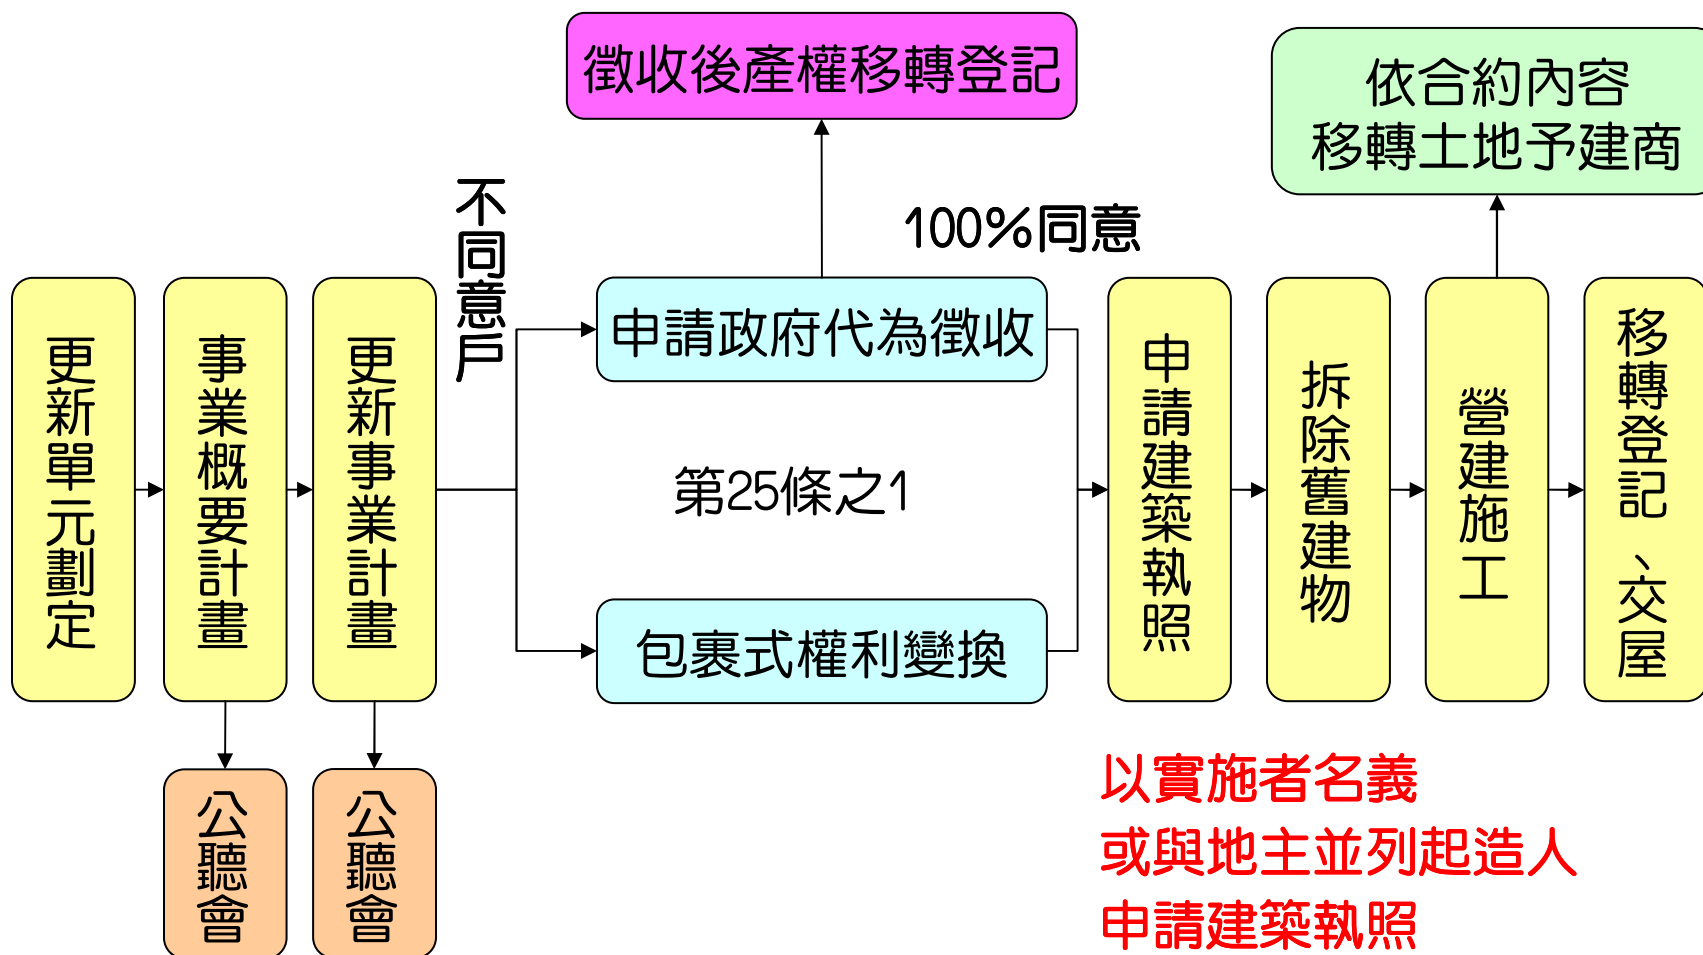 徵收後產權移轉登記
依合約內容
移轉土地予建商
不同意戶
100%同意
更新單元劃定
事業概要計畫
更新事業計畫
申請政府代為徵收
第25條之1
包裹式權利變換
申請建築執照
拆除舊建物
營建施工
移轉登記、交屋
公聽會
公聽會
以實施者名義
或與地主並列起造人
申請建築執照